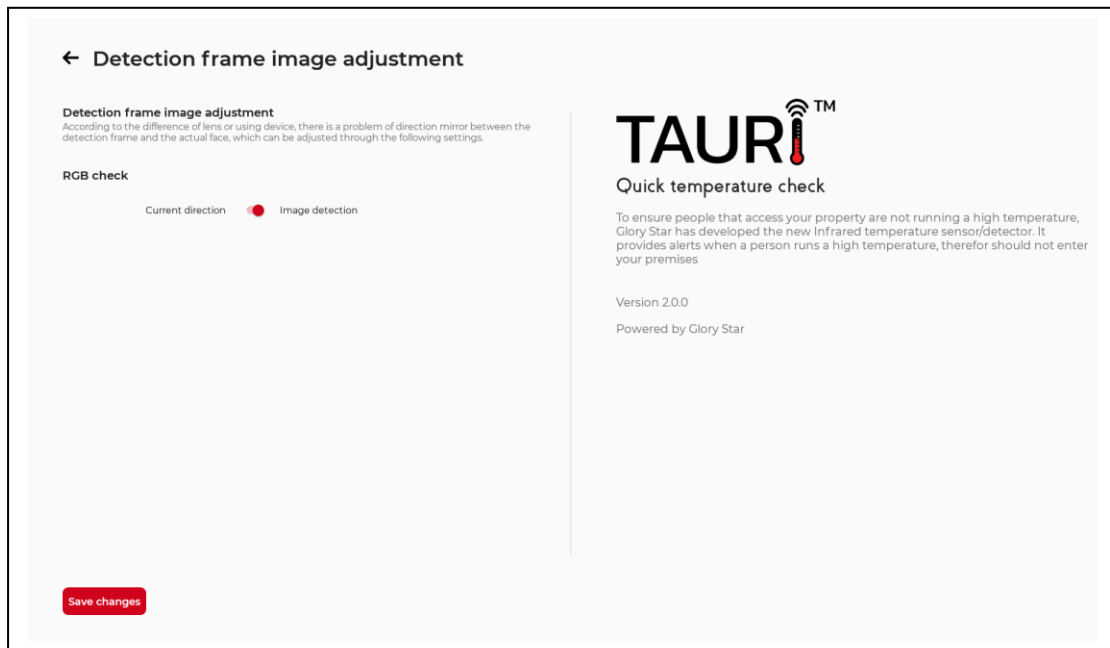 Detection frame image adjustment
Detection frame image adjustment
According to the difference of lens or using device, there is a problem of direction mirror between the
detection frame and the actual face, which can be adjusted through the following settings.
RGB check
Current direction Image detection
Save changes
TAURI TM
Quick temperature check
To ensure people that access your property are not running a high temperature,
Glory Star has developed the new Infrared temperature sensor/detector. It
provides alerts when a person runs a high temperature, therefor should not enter
your premises
Version 2.0.0
Powered by Glory Star